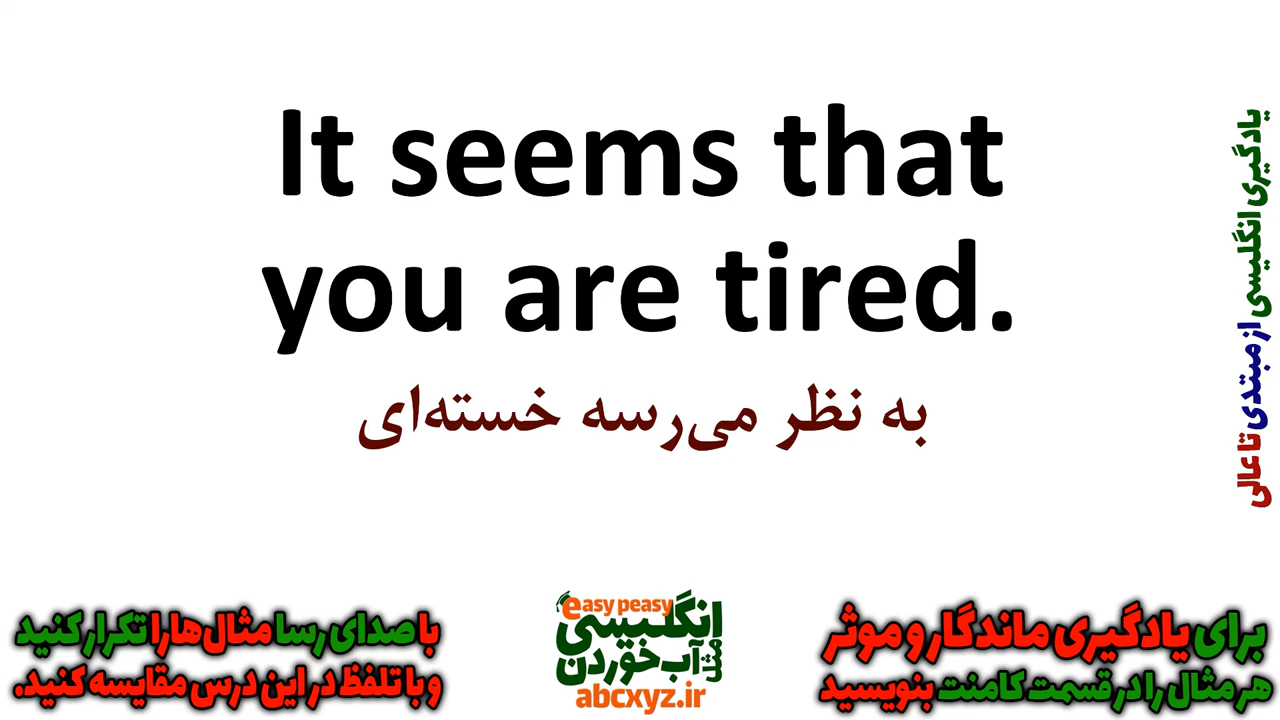 It seems that
you are tired.
به نظر می‌رسه خسته‌ای
یادگیری انگلیسی از مبتدی تا عالی
برای یادگیری ماندگار و موثر
هر مثال را در قسمت کامنت بنویسید
easy peasy
انگلیسی
مثل آب خوردن
abcxyz.ir
با صدای رسا مثال‌ها را تکرار کنید
و با تلفظ در این درس مقایسه کنید.